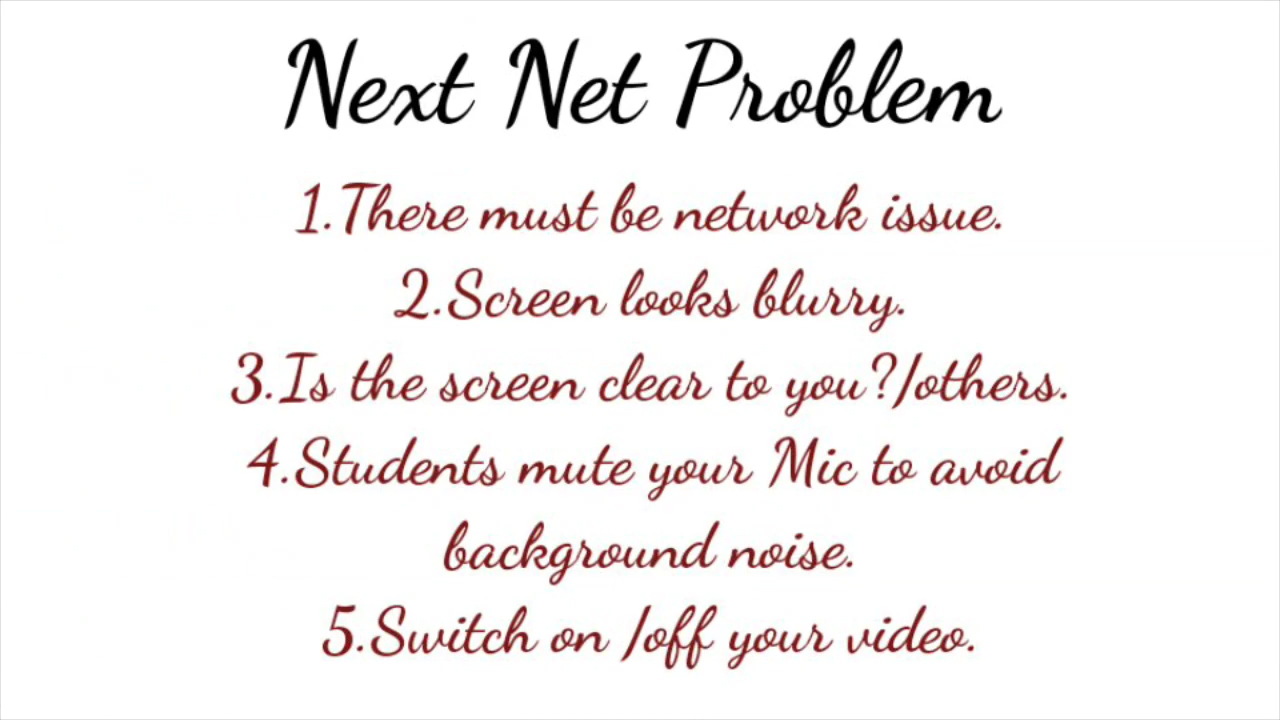 Next Net Problem
1.There must be network issue.
2.Screen looks blurry.
3.Is the screen clear to you?/others.
4.Students mute your Mic to avoid
background noise.
5.Switch on /off your video.